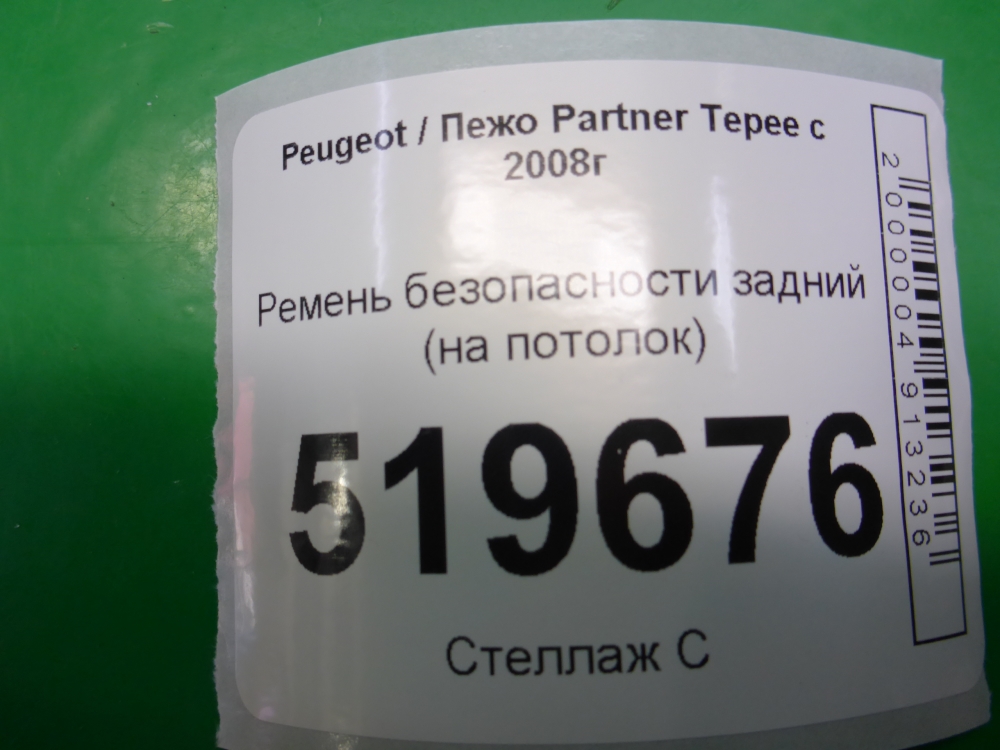 Peugeot / Пежо Partner Tepee с
2008г
Ремень безопасности задний
(на потолок)
519676
Стеллаж С
2000004913236